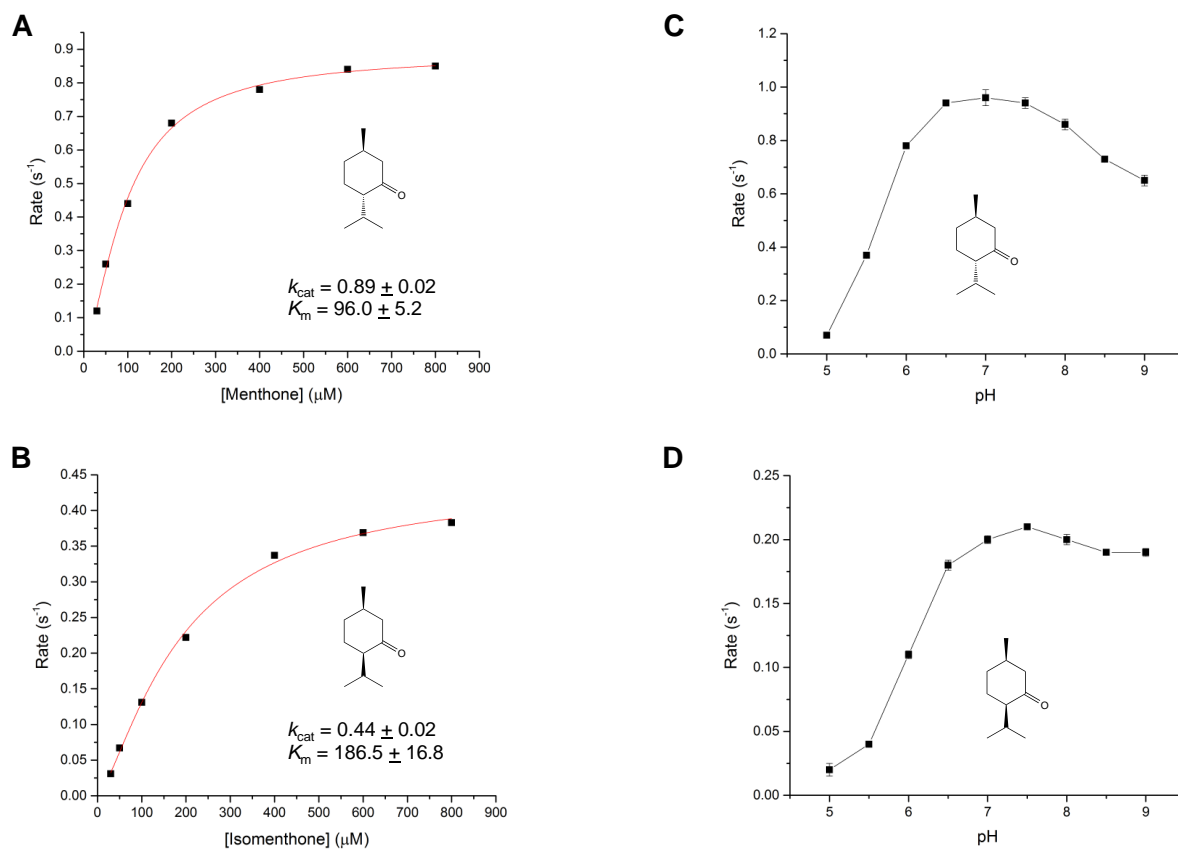 A
Rate (s⁻¹)
0.9
0.8
0.7
0.6
0.5
0.4
0.3
0.2
0.1
0.0
O
kcat = 0.89 ± 0.02
Km = 96.0 ± 5.2
0 100 200 300 400 500 600 700 800 900
[Menthone] (μM)
B
Rate (s⁻¹)
0.45
0.40
0.35
0.30
0.25
0.20
0.15
0.10
0.05
0.00
O
kcat = 0.44 ± 0.02
Km = 186.5 ± 16.8
0 100 200 300 400 500 600 700 800 900
[Isomenthone] (μM)
C
Rate (s⁻¹)
1.2
1.0
0.8
0.6
0.4
0.2
0.0
O
5 6 7 8 9
pH
D
Rate (s⁻¹)
0.25
0.20
0.15
0.10
0.05
0.00
O
5 6 7 8 9
pH